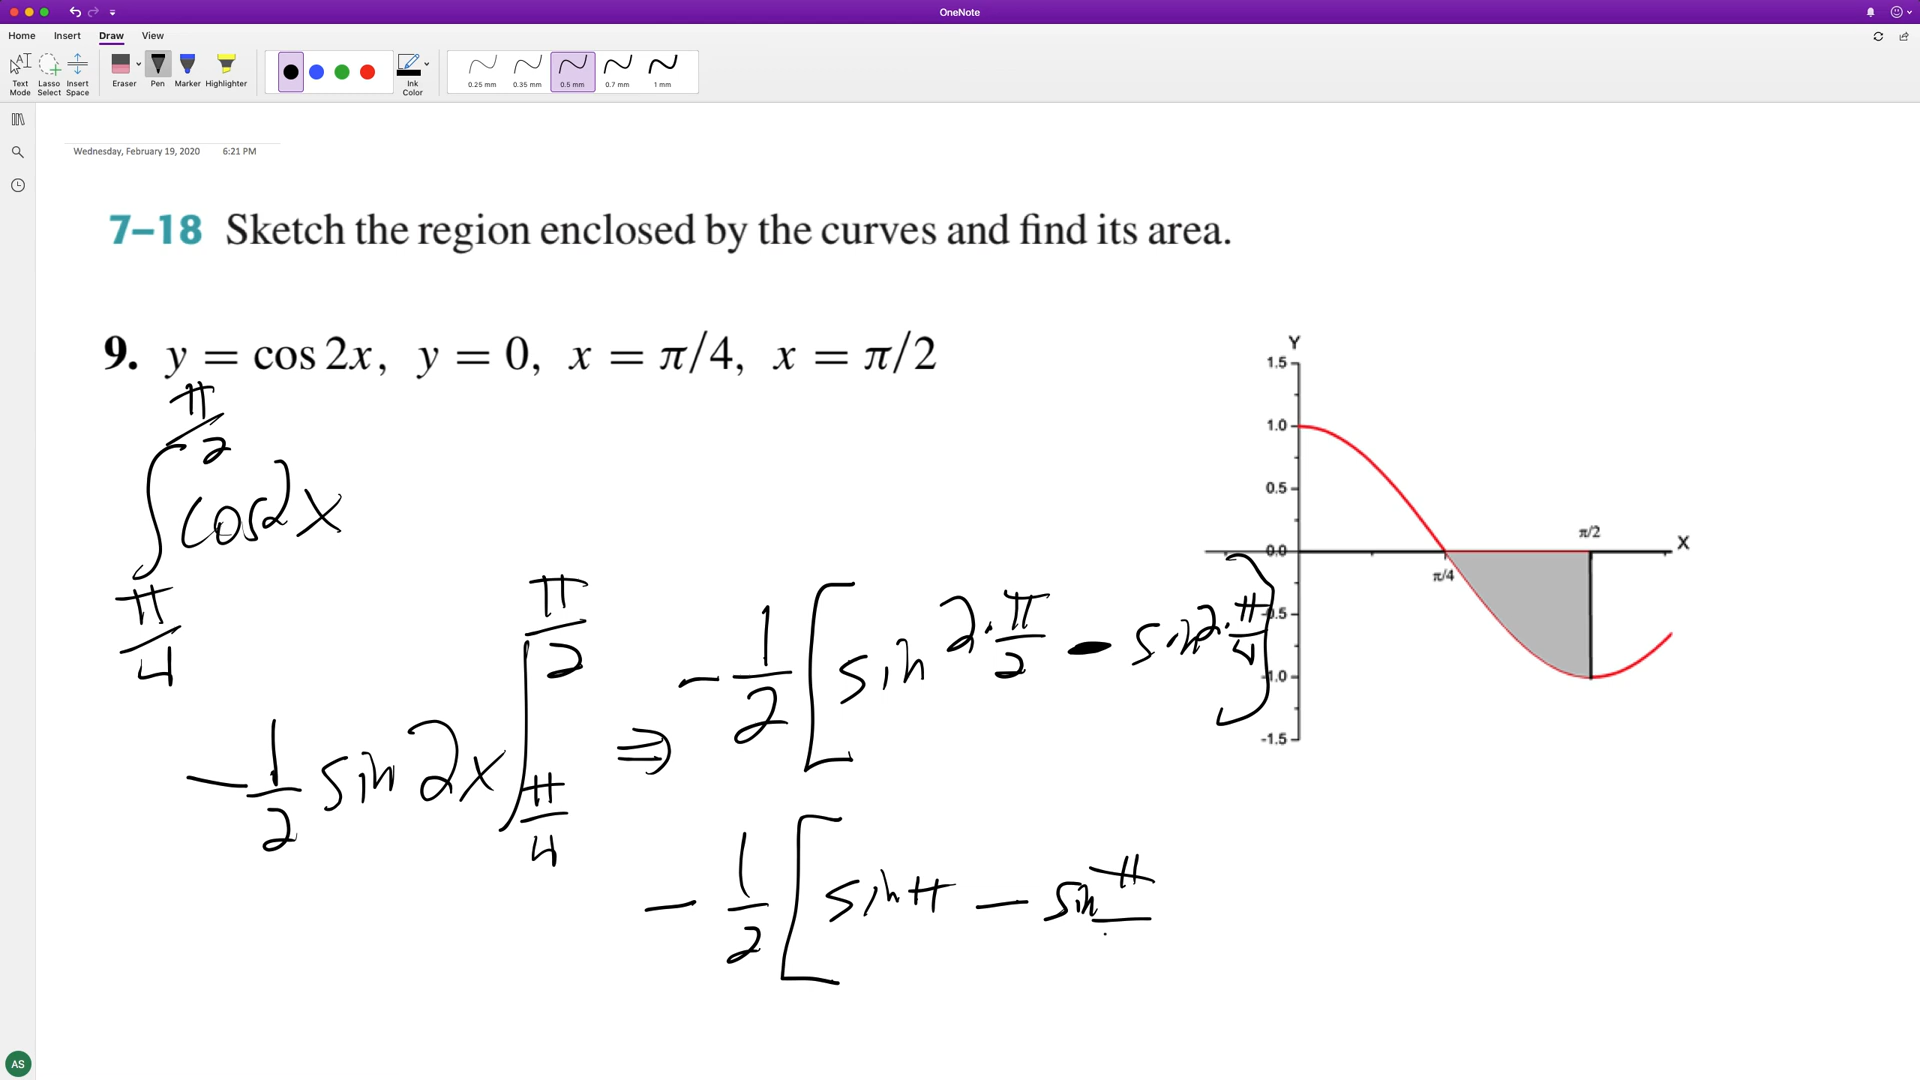 OneNote
Home Insert Draw View
Text Mode
Lasso Select
Insert Space
Eraser
Pen
Marker
Highlighter
Ink Color
0.25 mm 0.35 mm 0.5 mm 0.7 mm 1 mm
Wednesday, February 19, 2020 6:21 PM
7–18 Sketch the region enclosed by the curves and find its area.
9. y = cos 2x, y = 0, x = π/4, x = π/2
∫_{π/4}^{π/2} cos2x
-1/2 sin 2x |_{π/4}^{π/2} ⇒ -1/2 [sin 2·π/2 - sin 2·π/4]
-1/2 [sin π - sin π/
Y
1.5
1.0
0.5
0.0
-0.5
-1.0
-1.5
π/4
π/2
X
AS